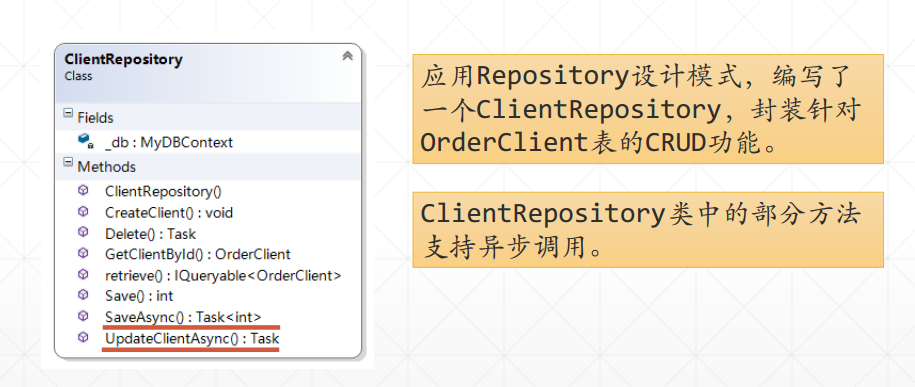 ClientRepository
Class
Fields
_db : MyDBContext
Methods
ClientRepository()
CreateClient() : void
Delete() : Task
GetClientById() : OrderClient
retrieve() : IQueryable<OrderClient>
Save() : int
SaveAsync() : Task<int>
UpdateClientAsync() : Task
应用Repository设计模式，编写了
一个ClientRepository，封装针对
OrderClient表的CRUD功能。
ClientRepository类中的部分方法
支持异步调用。